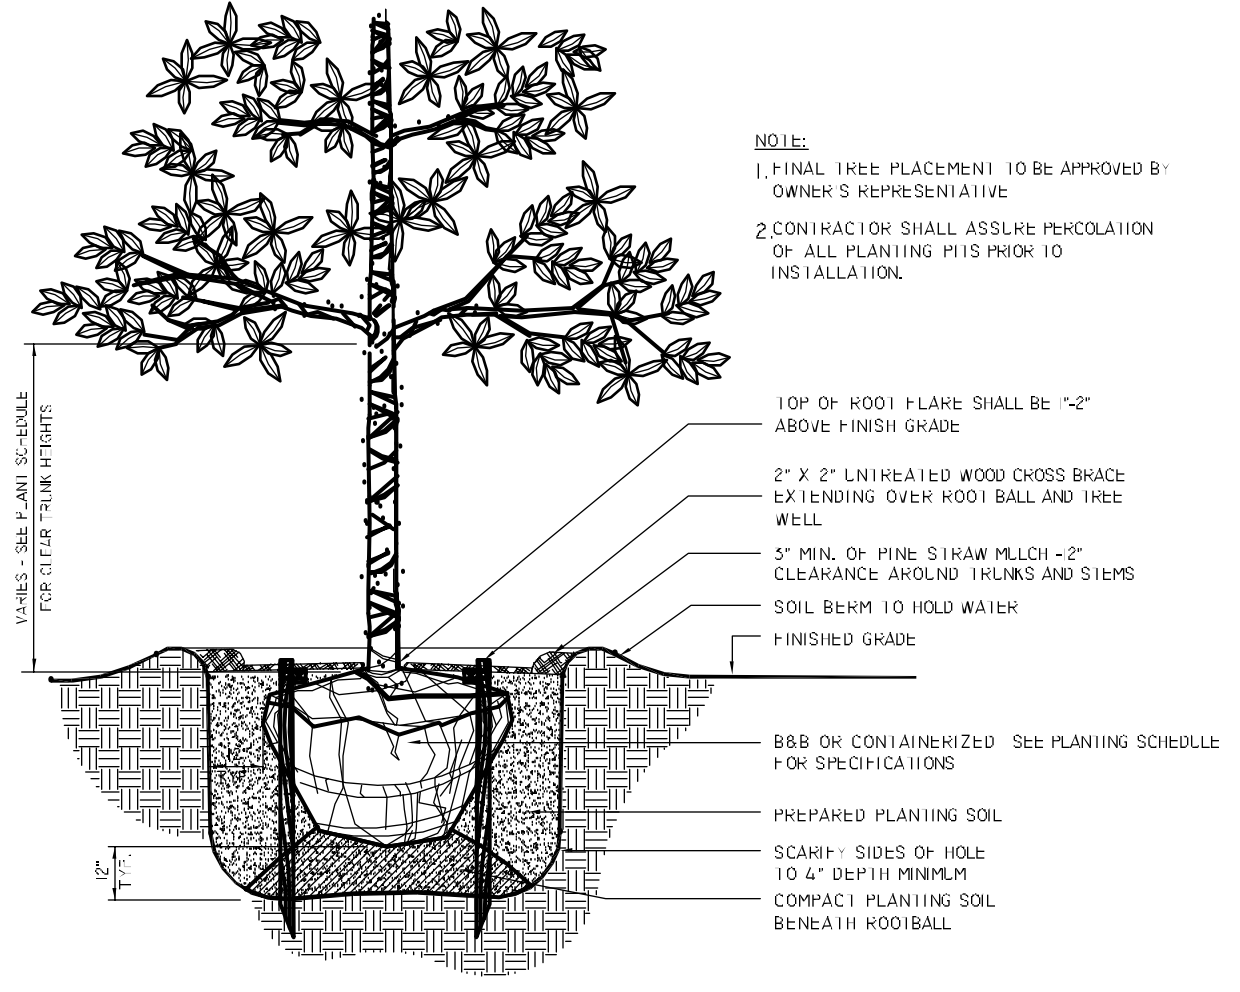 NOTE:
1. FINAL TREE PLACEMENT TO BE APPROVED BY
OWNER'S REPRESENTATIVE
2. CONTRACTOR SHALL ASSURE PERCOLATION
OF ALL PLANTING PITS PRIOR TO
INSTALLATION.
VARIES - SEE PLANT SCHEDULE
FOR CLEAR TRUNK HEIGHTS
TOP OF ROOT FLARE SHALL BE 1"-2"
ABOVE FINISH GRADE
2" X 2" UNTREATED WOOD CROSS BRACE
EXTENDING OVER ROOT BALL AND TREE
WELL
3" MIN. OF PINE STRAW MULCH -12"
CLEARANCE AROUND TRUNKS AND STEMS
SOIL BERM TO HOLD WATER
FINISHED GRADE
B&B OR CONTAINERIZED SEE PLANTING SCHEDULE
FOR SPECIFICATIONS
PREPARED PLANTING SOIL
SCARIFY SIDES OF HOLE
TO 4" DEPTH MINIMUM
COMPACT PLANTING SOIL
BENEATH ROOTBALL
12"
TYP.